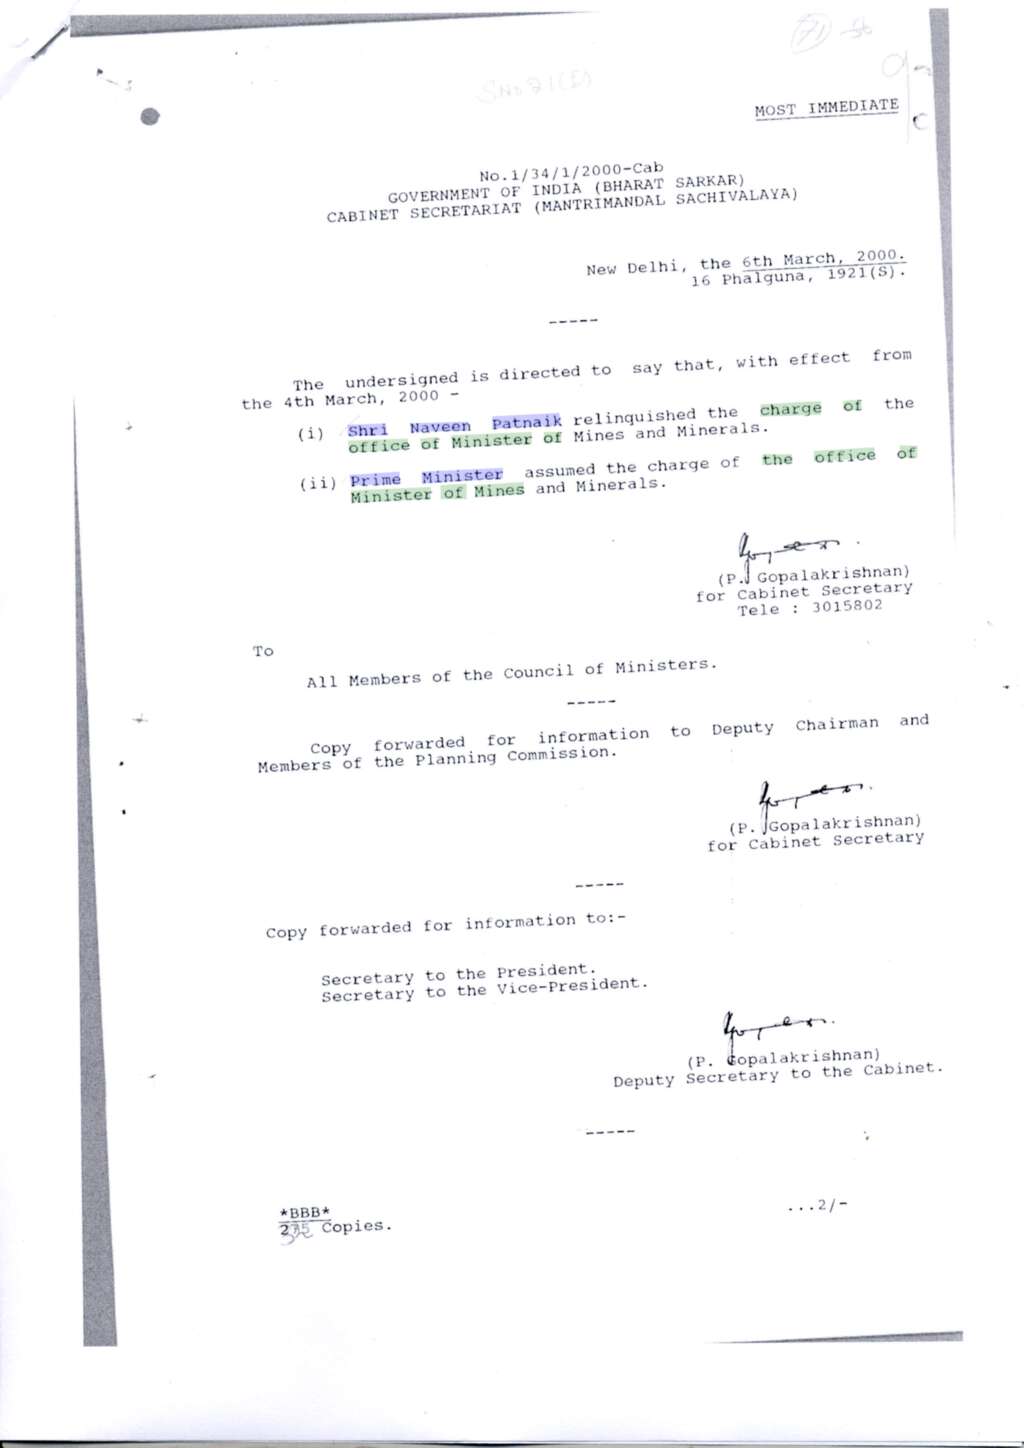 MOST IMMEDIATE
No.1/34/1/2000-Cab
GOVERNMENT OF INDIA (BHARAT SARKAR)
CABINET SECRETARIAT (MANTRIMANDAL SACHIVALAYA)
New Delhi, the 6th March, 2000.
16 Phalguna, 1921(S).
-----
The undersigned is directed to say that, with effect from
the 4th March, 2000 -
(i) Shri Naveen Patnaik relinquished the charge of the
office of Minister of Mines and Minerals.
(ii) Prime Minister assumed the charge of the office of
Minister of Mines and Minerals.
(P. Gopalakrishnan)
for Cabinet Secretary
Tele : 3015802
To
All Members of the Council of Ministers.
-----
Copy forwarded for information to Deputy Chairman and
Members of the Planning Commission.
(P. Gopalakrishnan)
for Cabinet Secretary
-----
Copy forwarded for information to:-
Secretary to the President.
Secretary to the Vice-President.
(P. Gopalakrishnan)
Deputy Secretary to the Cabinet.
-----
*BBB*
...2/-
Copies.